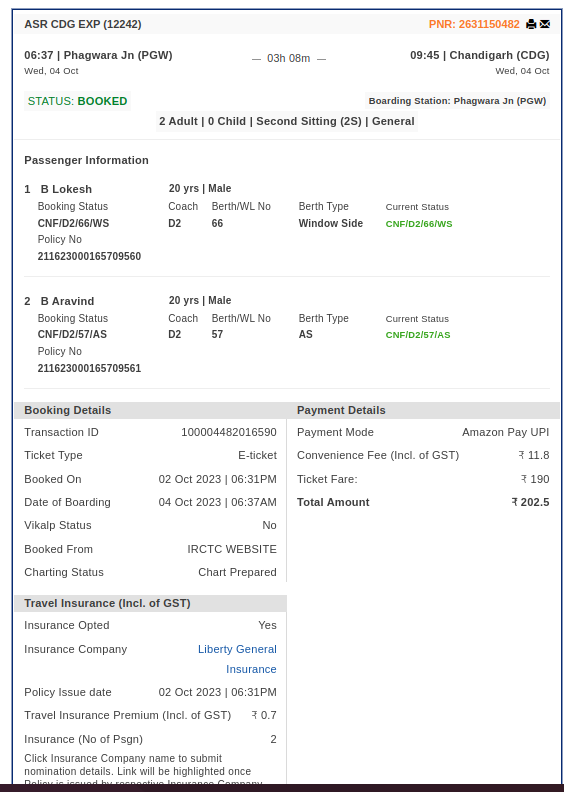 ASR CDG EXP (12242) PNR: 2631150482
06:37 | Phagwara Jn (PGW) — 03h 08m — 09:45 | Chandigarh (CDG)
Wed, 04 Oct Wed, 04 Oct
STATUS: BOOKED Boarding Station: Phagwara Jn (PGW)
2 Adult | 0 Child | Second Sitting (2S) | General
Passenger Information
1 B Lokesh 20 yrs | Male
Booking Status Coach Berth/WL No Berth Type Current Status
CNF/D2/66/WS D2 66 Window Side CNF/D2/66/WS
Policy No
211623000165709560
2 B Aravind 20 yrs | Male
Booking Status Coach Berth/WL No Berth Type Current Status
CNF/D2/57/AS D2 57 AS CNF/D2/57/AS
Policy No
211623000165709561
Booking Details Payment Details
Transaction ID 100004482016590 Payment Mode Amazon Pay UPI
Ticket Type E-ticket Convenience Fee (Incl. of GST) ₹ 11.8
Booked On 02 Oct 2023 | 06:31PM Ticket Fare: ₹ 190
Date of Boarding 04 Oct 2023 | 06:37AM Total Amount ₹ 202.5
Vikalp Status No
Booked From IRCTC WEBSITE
Charting Status Chart Prepared
Travel Insurance (Incl. of GST)
Insurance Opted Yes
Insurance Company Liberty General
Insurance
Policy Issue date 02 Oct 2023 | 06:31PM
Travel Insurance Premium (Incl. of GST) ₹ 0.7
Insurance (No of Psgn) 2
Click Insurance Company name to submit
nomination details. Link will be highlighted once
Policy is issued by respective Insurance Company